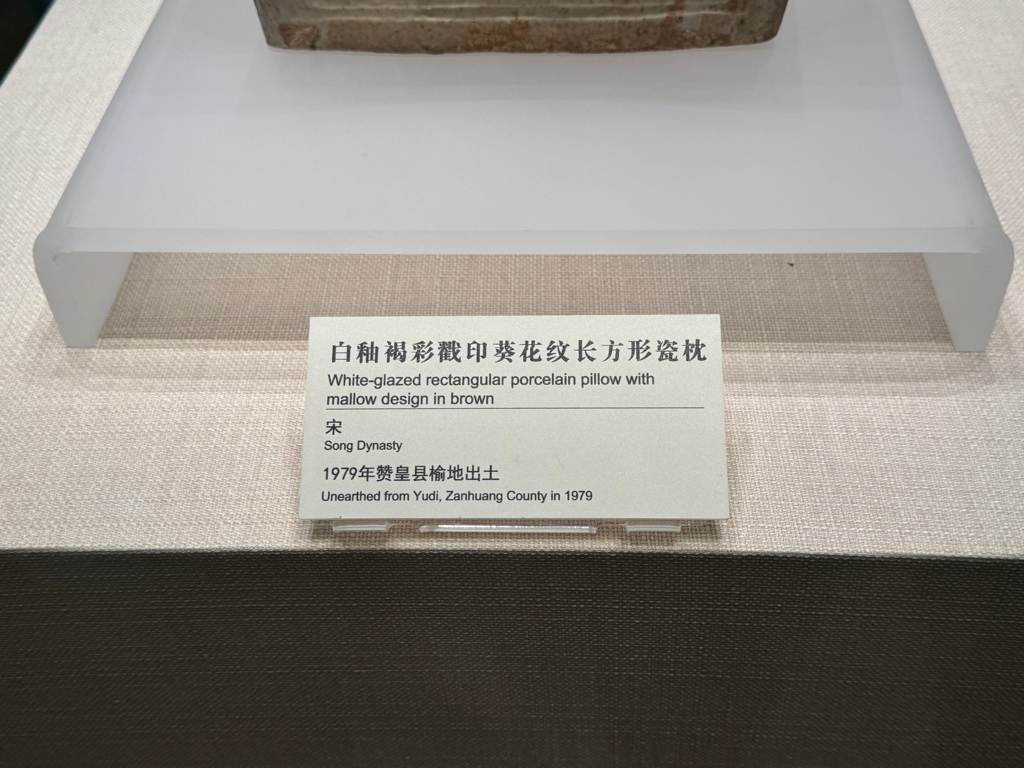 白釉褐彩戳印葵花纹长方形瓷枕
White-glazed rectangular porcelain pillow with
mallow design in brown
宋
Song Dynasty
1979年赞皇县榆地出土
Unearthed from Yudi, Zanhuang County in 1979